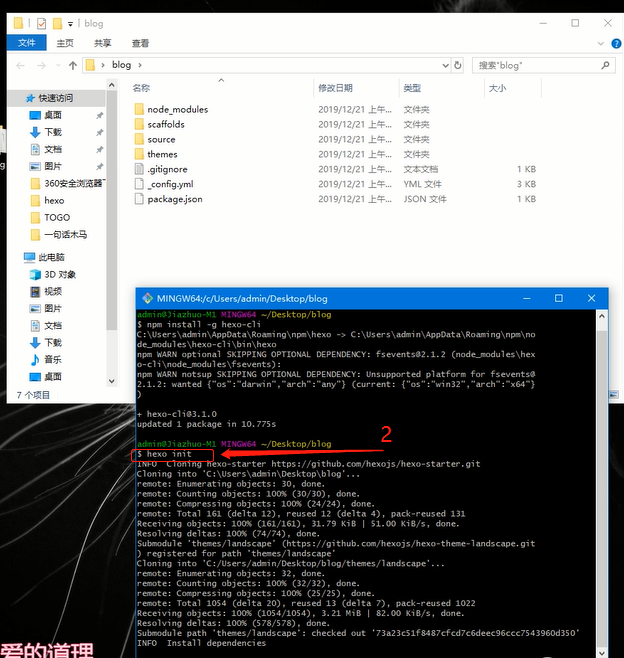 blog
文件
主页
共享
查看
blog
搜索"blog"
快速访问
桌面
下载
文档
图片
360安全浏览器下
hexo
TOGO
一句话木马
此电脑
3D 对象
视频
图片
文档
下载
音乐
桌面
7 个项目
名称
修改日期
类型
大小
node_modules 2019/12/21 上午... 文件夹
scaffolds 2019/12/21 上午... 文件夹
source 2019/12/21 上午... 文件夹
themes 2019/12/21 上午... 文件夹
.gitignore 2019/12/21 上午... 文本文档 1 KB
_config.yml 2019/12/21 上午... YML 文件 3 KB
package.json 2019/12/21 上午... JSON 文件 1 KB
MINGW64:/c/Users/admin/Desktop/blog
admin@Jiazhuo-M1 MINGW64 ~/Desktop/blog
$ npm install -g hexo-cli
C:\Users\admin\AppData\Roaming\npm\hexo -> C:\Users\admin\AppData\Roaming\npm\no
de_modules\hexo-cli\bin\hexo
npm WARN optional SKIPPING OPTIONAL DEPENDENCY: fsevents@2.1.2 (node_modules\hex
o-cli\node_modules\fsevents):
npm WARN notsup SKIPPING OPTIONAL DEPENDENCY: Unsupported platform for fsevents@
2.1.2: wanted {"os":"darwin","arch":"any"} (current: {"os":"win32","arch":"x64"}
)
+ hexo-cli@3.1.0
updated 1 package in 10.775s
admin@Jiazhuo-M1 MINGW64 ~/Desktop/blog
$ hexo init
2
INFO  Cloning hexo-starter https://github.com/hexojs/hexo-starter.git
Cloning into 'C:\Users\admin\Desktop\blog'...
remote: Enumerating objects: 30, done.
remote: Counting objects: 100% (30/30), done.
remote: Compressing objects: 100% (24/24), done.
remote: Total 161 (delta 12), reused 12 (delta 4), pack-reused 131
Receiving objects: 100% (161/161), 31.79 KiB | 51.00 KiB/s, done.
Resolving deltas: 100% (74/74), done.
Submodule 'themes/landscape' (https://github.com/hexojs/hexo-theme-landscape.git
) registered for path 'themes/landscape'
Cloning into 'C:/Users/admin/Desktop/blog/themes/landscape'...
remote: Enumerating objects: 32, done.
remote: Counting objects: 100% (32/32), done.
remote: Compressing objects: 100% (25/25), done.
remote: Total 1054 (delta 20), reused 13 (delta 7), pack-reused 1022
Receiving objects: 100% (1054/1054), 3.21 MiB | 82.00 KiB/s, done.
Resolving deltas: 100% (578/578), done.
Submodule path 'themes/landscape': checked out '73a23c51f8487cfcd7c6deec96ccc7543960d350'
INFO  Install dependencies
爱的道理